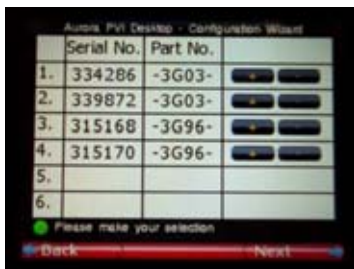 Aurora PVI Desktop - Configuration Wizard
Serial No. Part No.
1. 334286 -3G03-
2. 339872 -3G03-
3. 315168 -3G96-
4. 315170 -3G96-
5.
6.
Please make your selection
Back Next